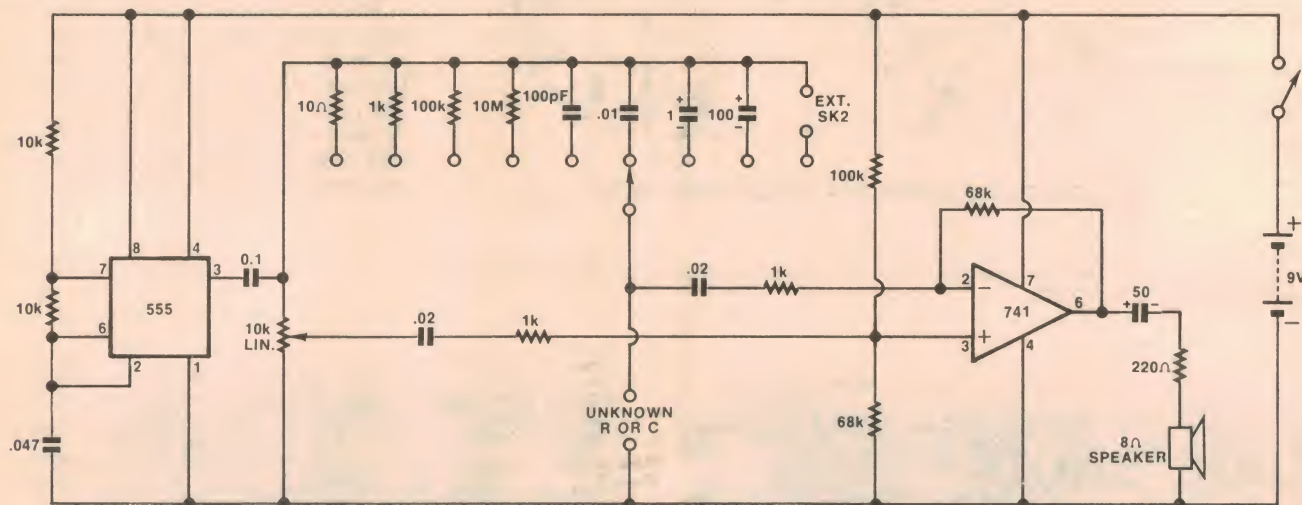 10k
10k
.047
7
6
8
4
3
2
1
555
0.1
10k
LIN.
10Ω
1k
100k
10M
100pF
.01
+
1
−
+
100
−
EXT.
SK2
.02
1k
.02
1k
UNKNOWN
R OR C
100k
68k
68k
2
−
3
+
741
7
4
6
50
+ −
220Ω
8Ω
SPEAKER
+
9V
−